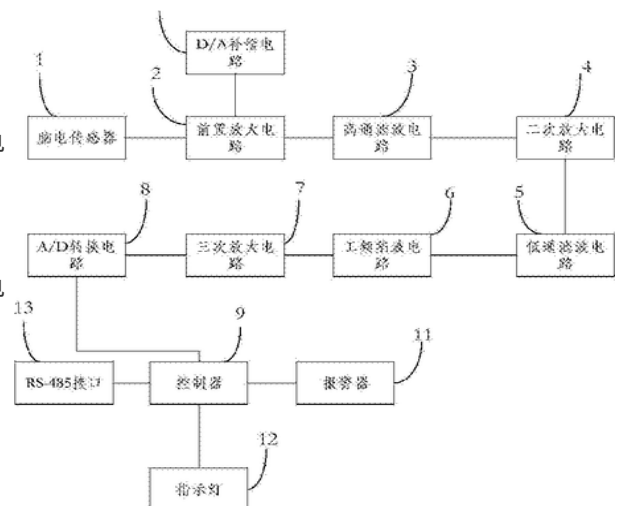 D/A补偿电
路
1
2
3
4
脑电传感器
前置放大电
路
高通滤波电
路
二次放大电
路
电
8
7
6
5
A/D转换电
路
三次放大电
路
工频陷波电
路
低通滤波电
路
电
13
9
11
RS-485接口
控制器
报警器
12
指示灯